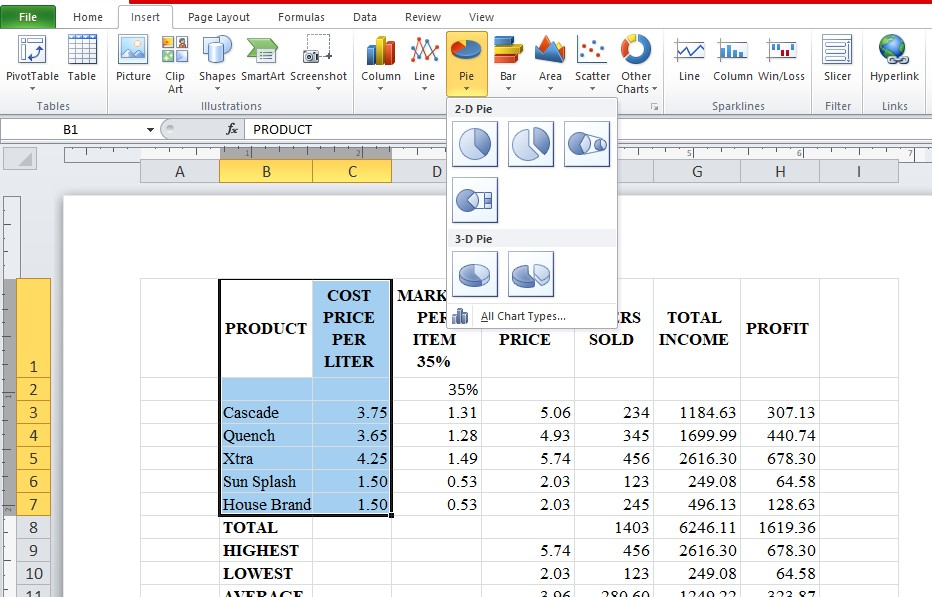 File Home Insert Page Layout Formulas Data Review View
PivotTable Table Picture Clip Art Shapes SmartArt Screenshot Column Line Pie Bar Area Scatter Other Charts Line Column Win/Loss Slicer Hyperlink
Tables Illustrations Sparklines Filter Links
B1 fx PRODUCT
2-D Pie
3-D Pie
All Chart Types...
1 2 5 6 7
A B C D G H I
1 PRODUCT COST PRICE PER LITER MARK PER ITEM 35% PRICE RS SOLD TOTAL INCOME PROFIT
2 35%
3 Cascade 3.75 1.31 5.06 234 1184.63 307.13
4 Quench 3.65 1.28 4.93 345 1699.99 440.74
5 Xtra 4.25 1.49 5.74 456 2616.30 678.30
6 Sun Splash 1.50 0.53 2.03 123 249.08 64.58
7 House Brand 1.50 0.53 2.03 245 496.13 128.63
8 TOTAL 1403 6246.11 1619.36
9 HIGHEST 5.74 456 2616.30 678.30
10 LOWEST 2.03 123 249.08 64.58
11 AVERAGE 3.96 280.60 1249.22 323.87